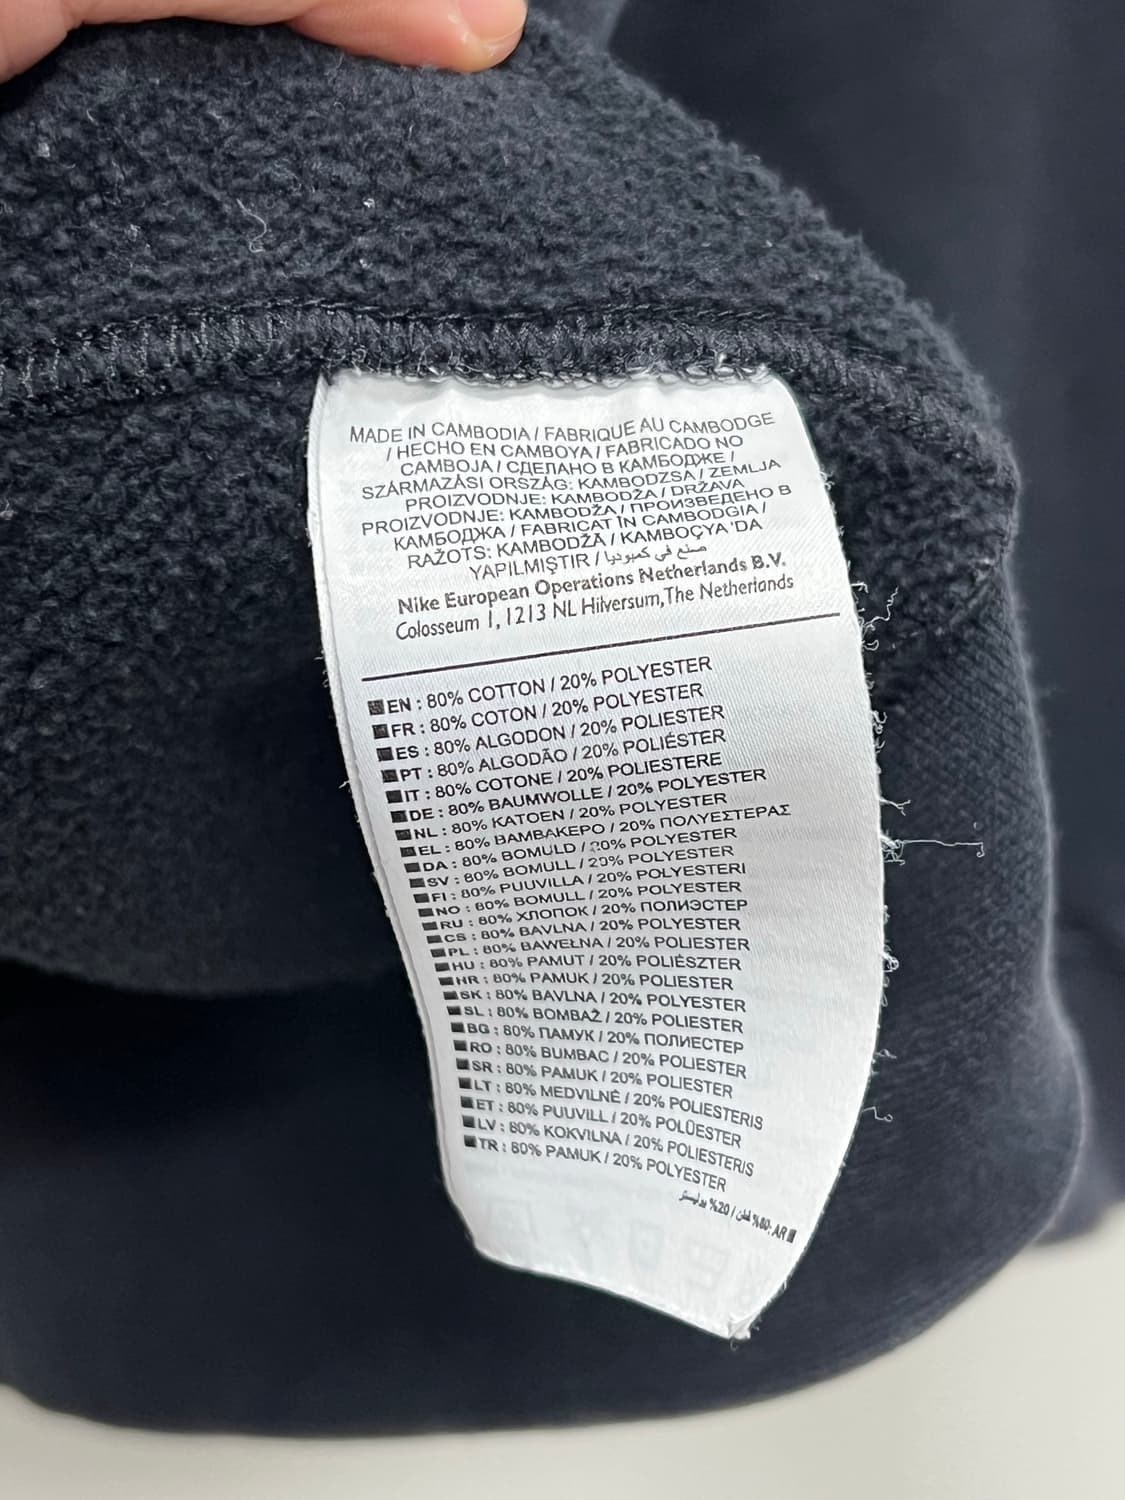 MADE IN CAMBODIA / FABRIQUE AU CAMBODGE
/ HECHO EN CAMBOYA / FABRICADO NO
CAMBOJA / СДЕЛАНО В КАМБОДЖЕ /
SZÁRMAZÁSI ORSZÁG: KAMBODZSA / ZEMLJA
PROIZVODNJE: KAMBODŽA / DRŽAVA
PROIZVODNJE: KAMBODŽA / ПРОИЗВЕДЕНО В
КАМБОДЖА / FABRICAT ÎN CAMBODGIA /
RAŽOTS: KAMBODŽĀ / KAMBOÇYA 'DA
YAPILMIŞTIR / صنع في كمبوديا
Nike European Operations Netherlands B.V.
Colosseum 1, 1213 NL Hilversum, The Netherlands
EN : 80% COTTON / 20% POLYESTER
FR : 80% COTON / 20% POLYESTER
ES : 80% ALGODON / 20% POLIESTER
PT : 80% ALGODÃO / 20% POLIÉSTER
IT : 80% COTONE / 20% POLIESTERE
DE : 80% BAUMWOLLE / 20% POLYESTER
NL : 80% KATOEN / 20% POLYESTER
EL : 80% ΒΑΜΒΑΚΕΡΟ / 20% ΠΟΛΥΕΣΤΕΡΑΣ
DA : 80% BOMULD / 20% POLYESTER
SV : 80% BOMULL / 20% POLYESTER
FI : 80% PUUVILLA / 20% POLYESTERI
NO : 80% BOMULL / 20% POLYESTER
RU : 80% ХЛОПОК / 20% ПОЛИЭСТЕР
CS : 80% BAVLNA / 20% POLYESTER
PL : 80% BAWEŁNA / 20% POLIESTER
HU : 80% PAMUT / 20% POLIÉSZTER
HR : 80% PAMUK / 20% POLIESTER
SK : 80% BAVLNA / 20% POLYESTER
SL : 80% BOMBAŽ / 20% POLIESTER
BG : 80% ПАМУК / 20% ПОЛИЕСТЕР
RO : 80% BUMBAC / 20% POLIESTER
SR : 80% PAMUK / 20% POLIESTER
LT : 80% MEDVILNĖ / 20% POLIESTERIS
ET : 80% PUUVILL / 20% POLÜESTER
LV : 80% KOKVILNA / 20% POLIESTERIS
TR : 80% PAMUK / 20% POLYESTER
AR :80% قطن / 20% بوليستر